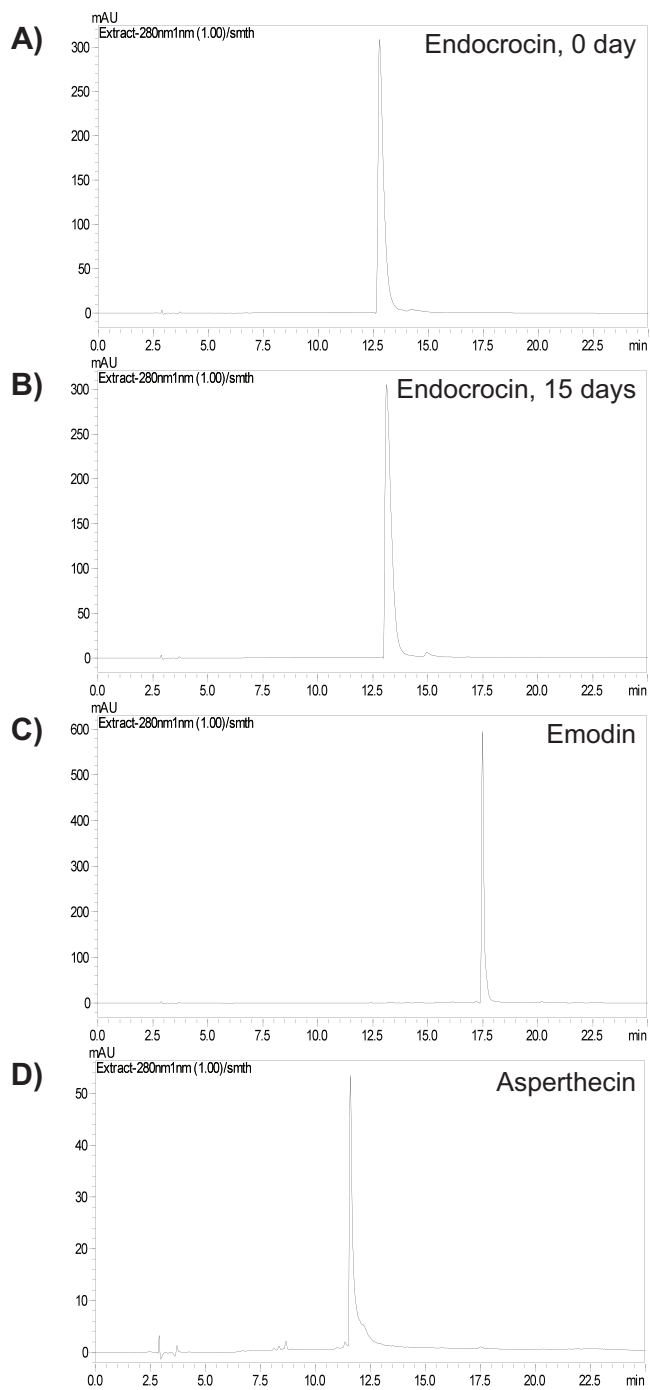 A)
mAU
Extract-280nm1nm (1.00)/smth
Endocrocin, 0 day
300
250
200
150
100
50
0
0.0 2.5 5.0 7.5 10.0 12.5 15.0 17.5 20.0 22.5 min
B)
mAU
Extract-280nm1nm (1.00)/smth
Endocrocin, 15 days
300
250
200
150
100
50
0
0.0 2.5 5.0 7.5 10.0 12.5 15.0 17.5 20.0 22.5 min
C)
mAU
Extract-280nm1nm (1.00)/smth
Emodin
600
500
400
300
200
100
0
0.0 2.5 5.0 7.5 10.0 12.5 15.0 17.5 20.0 22.5 min
D)
mAU
Extract-280nm1nm (1.00)/smth
Asperthecin
50
40
30
20
10
0
0.0 2.5 5.0 7.5 10.0 12.5 15.0 17.5 20.0 22.5 min